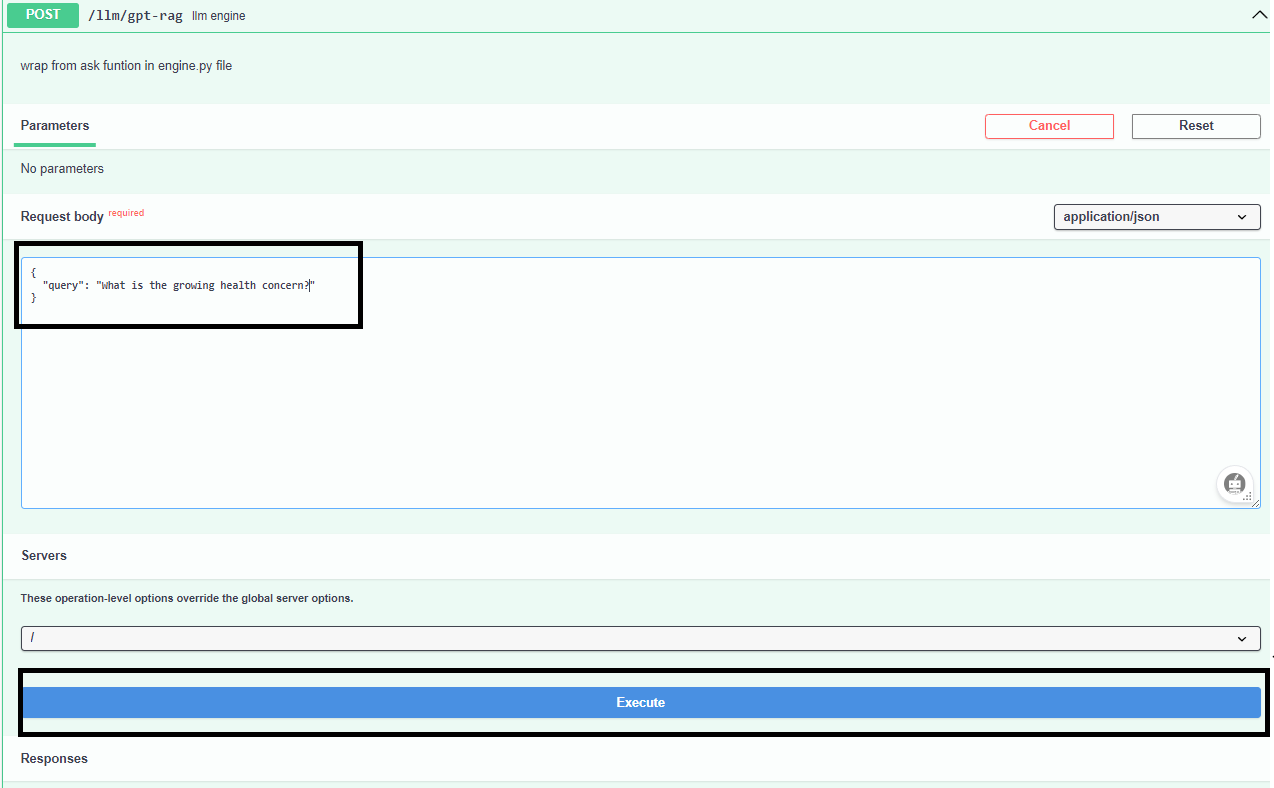 POST /llm/gpt-rag llm engine
wrap from ask funtion in engine.py file
Parameters
Cancel
Reset
No parameters
Request body required
application/json
{
"query": "What is the growing health concern?"
}
Servers
These operation-level options override the global server options.
/
Execute
Responses